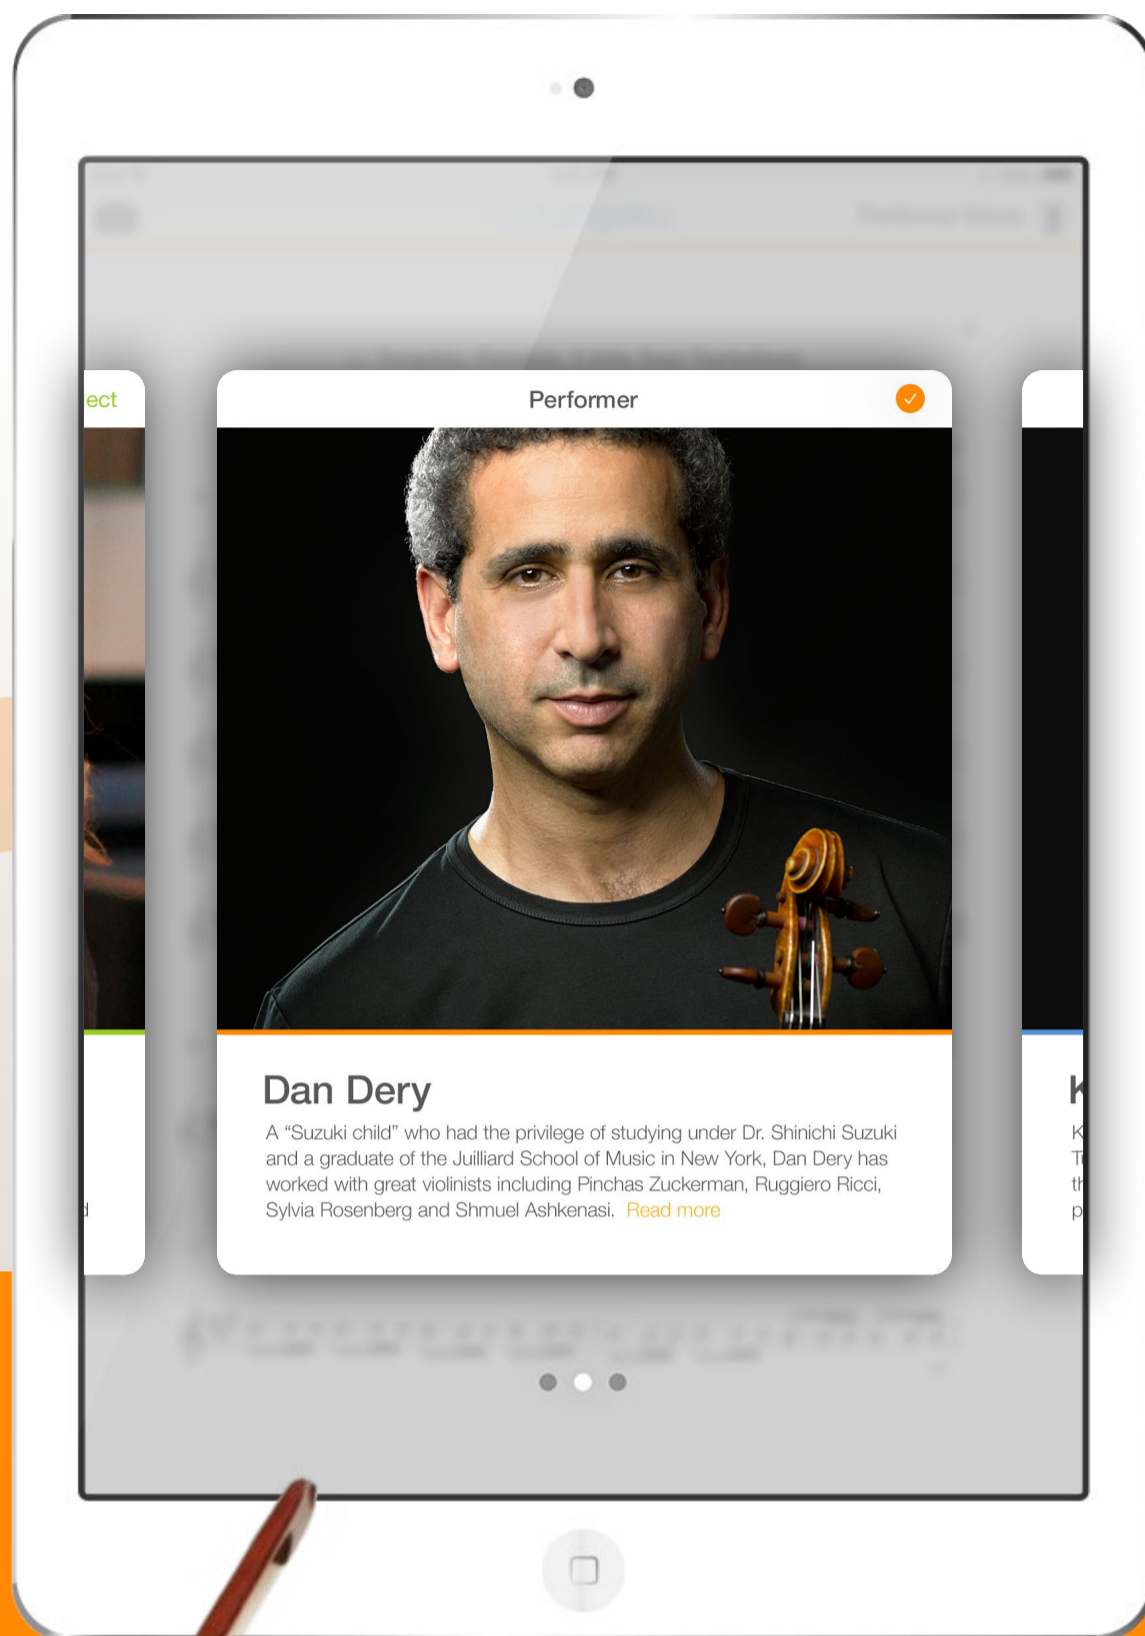 ect
Performer
Dan Dery
A “Suzuki child” who had the privilege of studying under Dr. Shinichi Suzuki
and a graduate of the Juilliard School of Music in New York, Dan Dery has
worked with great violinists including Pinchas Zuckerman, Ruggiero Ricci,
Sylvia Rosenberg and Shmuel Ashkenasi. Read more
d
K
K
T
th
p